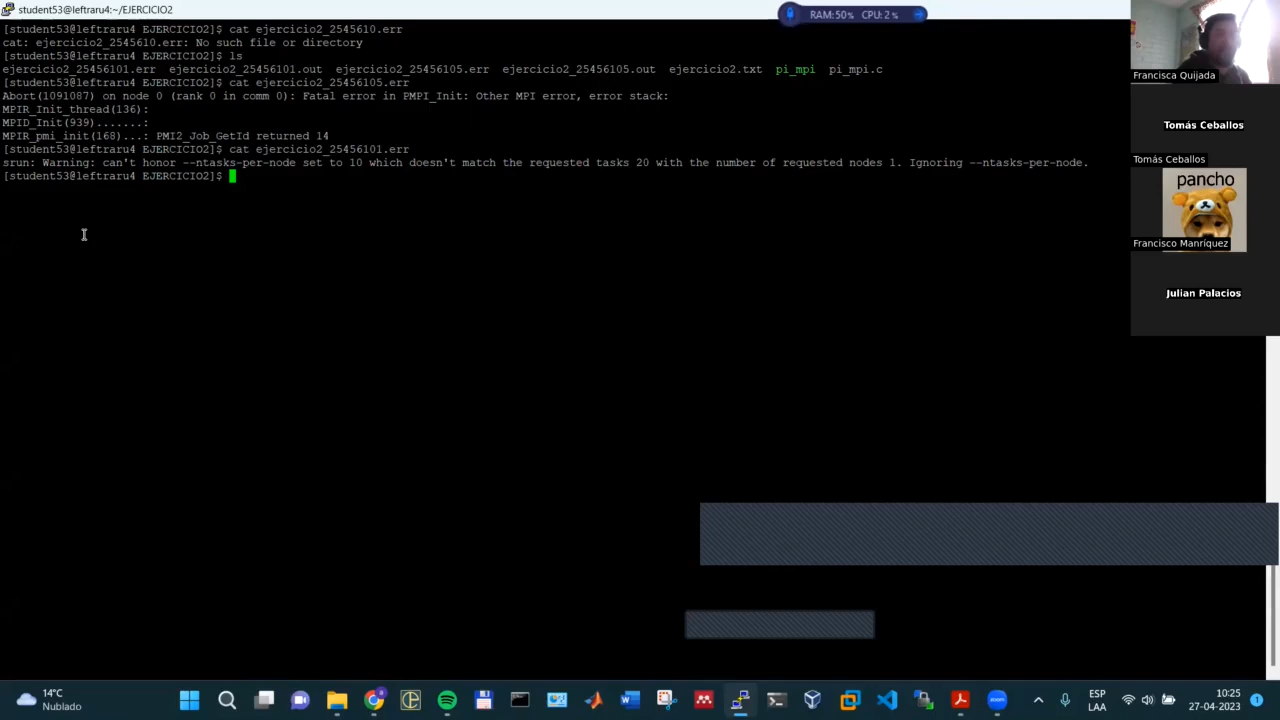 student53@leftraru4:~/EJERCICIO2
RAM:50% CPU:2%
[student53@leftraru4 EJERCICIO2]$ cat ejercicio2_2545610.err
cat: ejercicio2_2545610.err: No such file or directory
[student53@leftraru4 EJERCICIO2]$ ls
ejercicio2_25456101.err  ejercicio2_25456101.out  ejercicio2_25456105.err  ejercicio2_25456105.out  ejercicio2.txt  pi_mpi  pi_mpi.c
[student53@leftraru4 EJERCICIO2]$ cat ejercicio2_25456105.err
Abort(1091087) on node 0 (rank 0 in comm 0): Fatal error in PMPI_Init: Other MPI error, error stack:
MPIR_Init_thread(136):
MPID_Init(939).......:
MPIR_pmi_init(168)...: PMI2_Job_GetId returned 14
[student53@leftraru4 EJERCICIO2]$ cat ejercicio2_25456101.err
srun: Warning: can't honor --ntasks-per-node set to 10 which doesn't match the requested tasks 20 with the number of requested nodes 1. Ignoring --ntasks-per-node.
[student53@leftraru4 EJERCICIO2]$
Francisca Quijada
Tomás Ceballos
Tomás Ceballos
pancho
Francisco Manríquez
Julian Palacios
14°C
Nublado
ESP
LAA
10:25
27-04-2023